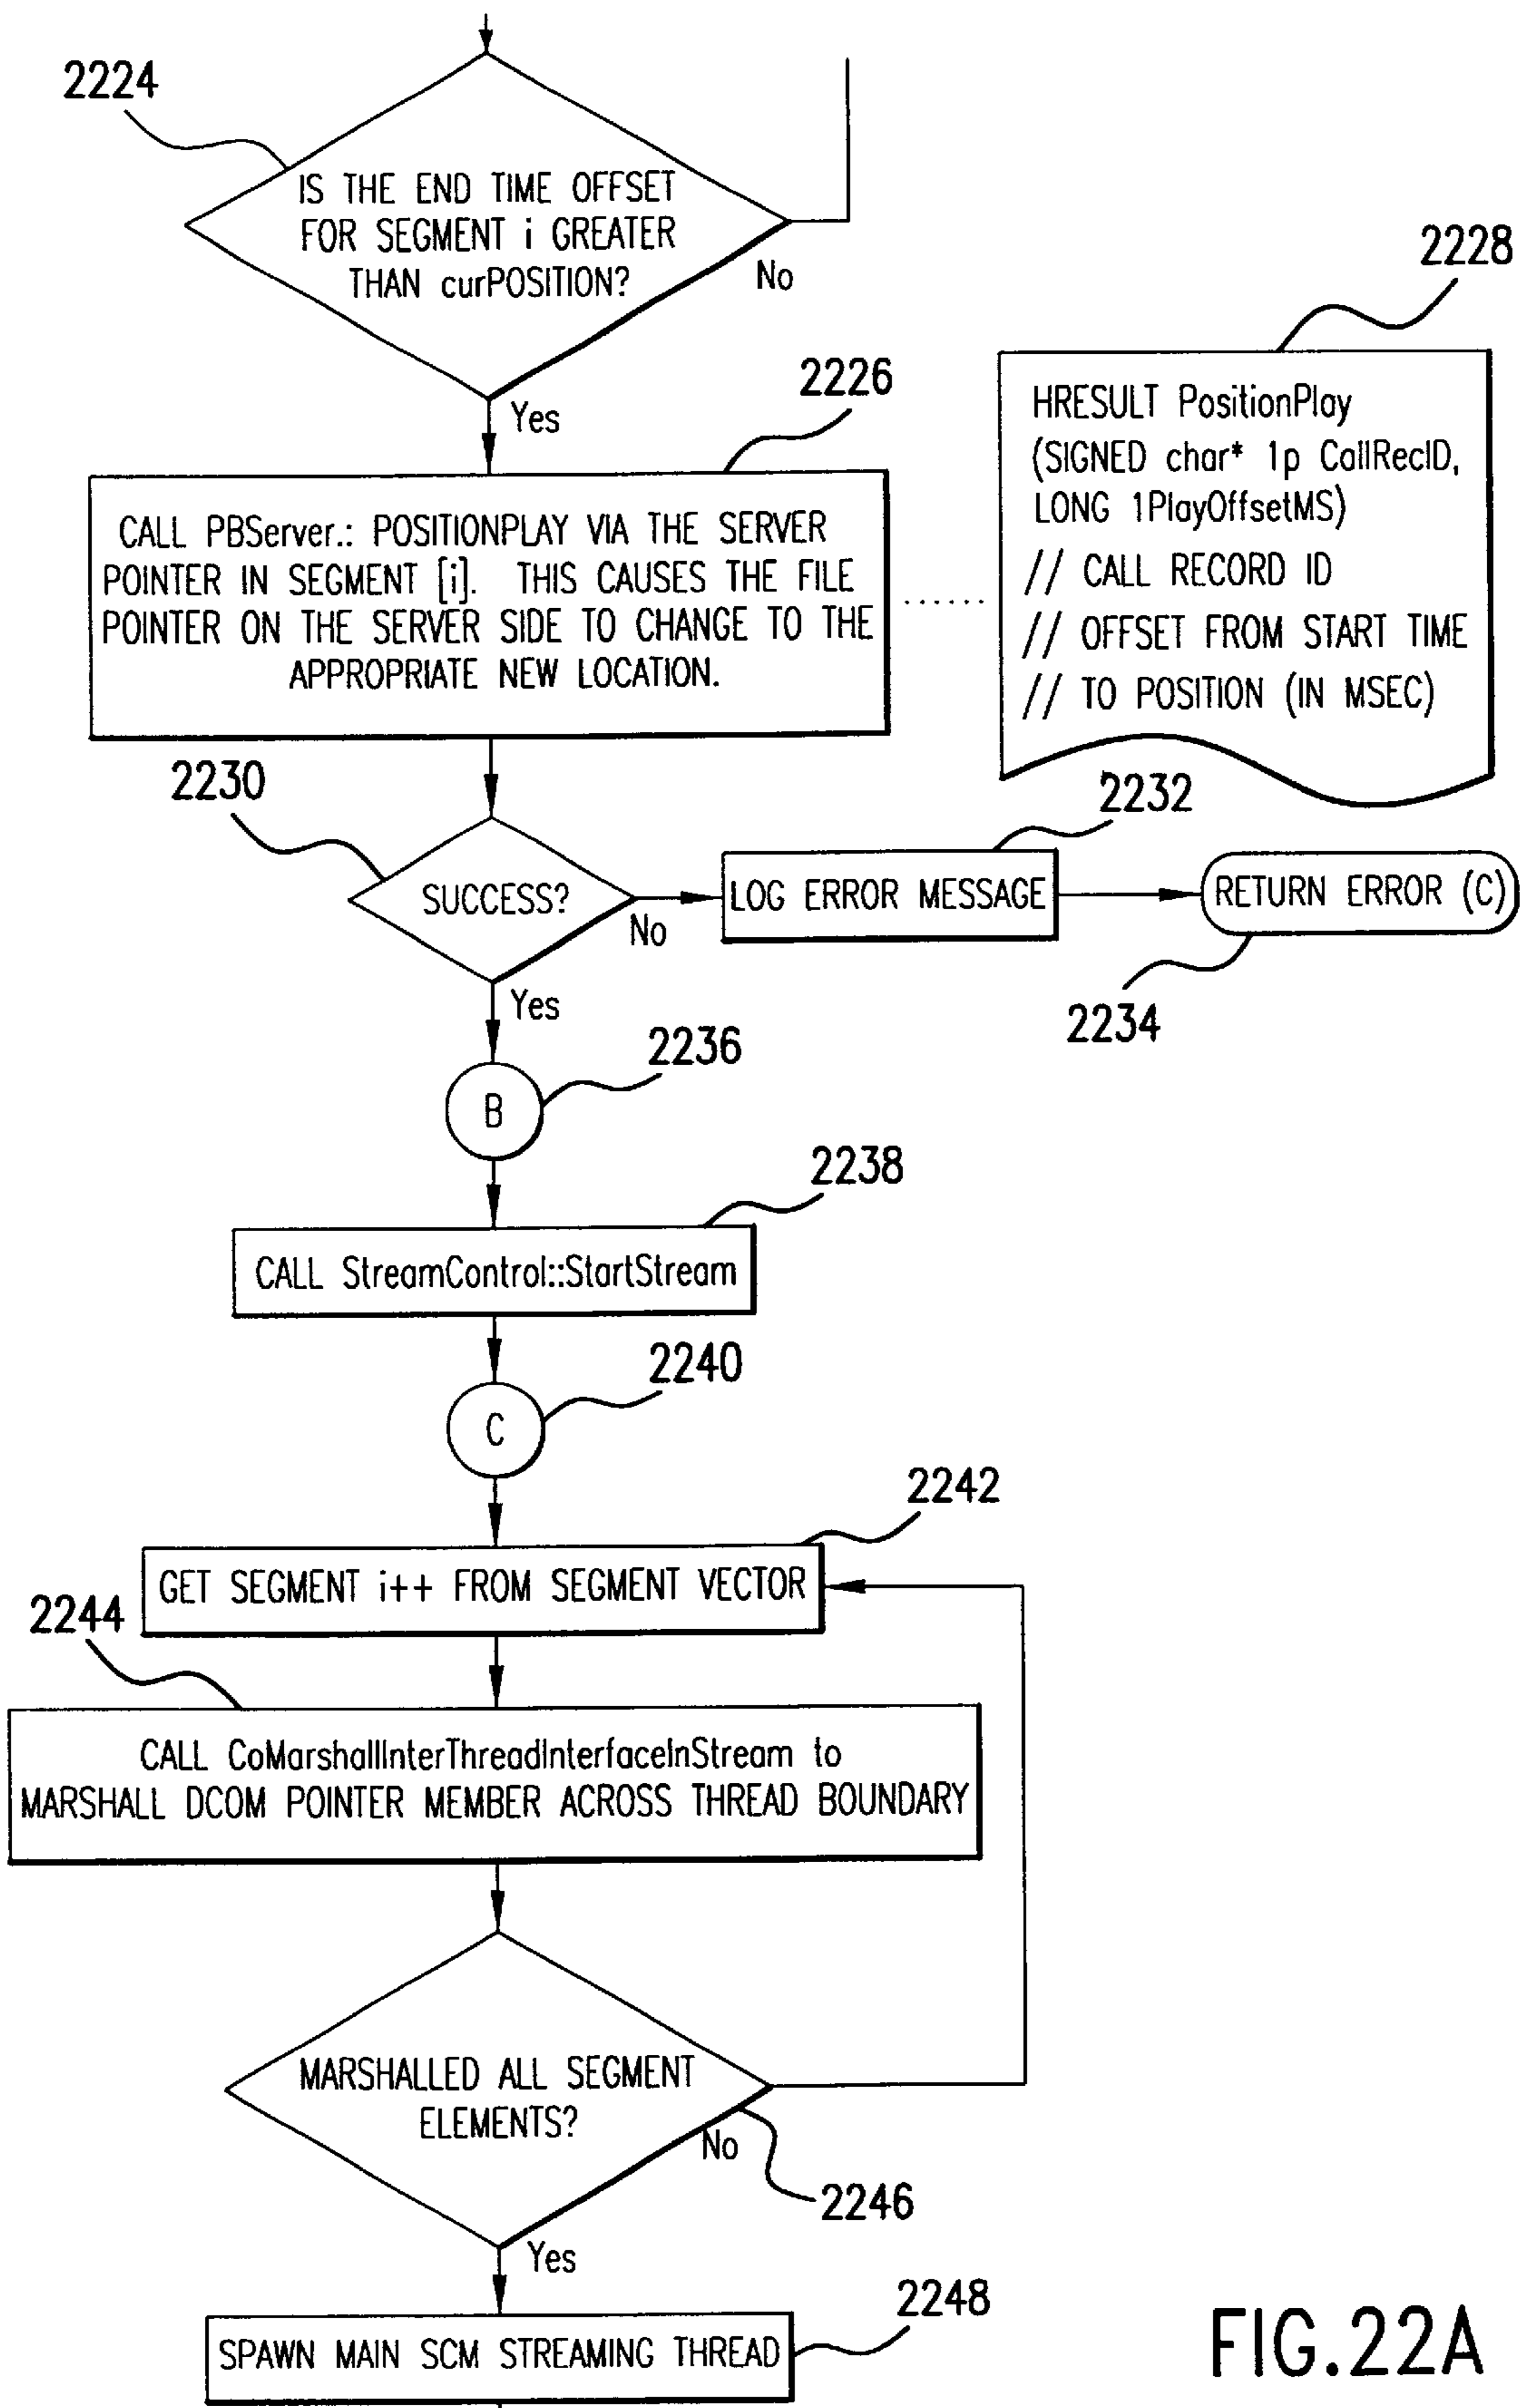 2224
IS THE END TIME OFFSET
FOR SEGMENT i GREATER
THAN curPOSITION?
No
Yes
2226
CALL PBServer.: POSITIONPLAY VIA THE SERVER
POINTER IN SEGMENT [i]. THIS CAUSES THE FILE
POINTER ON THE SERVER SIDE TO CHANGE TO THE
APPROPRIATE NEW LOCATION.
2228
HRESULT PositionPlay
(SIGNED char* 1p CallRecID,
LONG 1PlayOffsetMS)
// CALL RECORD ID
// OFFSET FROM START TIME
// TO POSITION (IN MSEC)
2230
SUCCESS?
No
Yes
2232
LOG ERROR MESSAGE
RETURN ERROR (C)
2234
B
2236
2238
CALL StreamControl::StartStream
2240
C
2242
GET SEGMENT i++ FROM SEGMENT VECTOR
2244
CALL CoMarshallInterThreadInterfaceInStream to
MARSHALL DCOM POINTER MEMBER ACROSS THREAD BOUNDARY
MARSHALLED ALL SEGMENT
ELEMENTS?
No
2246
Yes
2248
SPAWN MAIN SCM STREAMING THREAD
FIG.22A